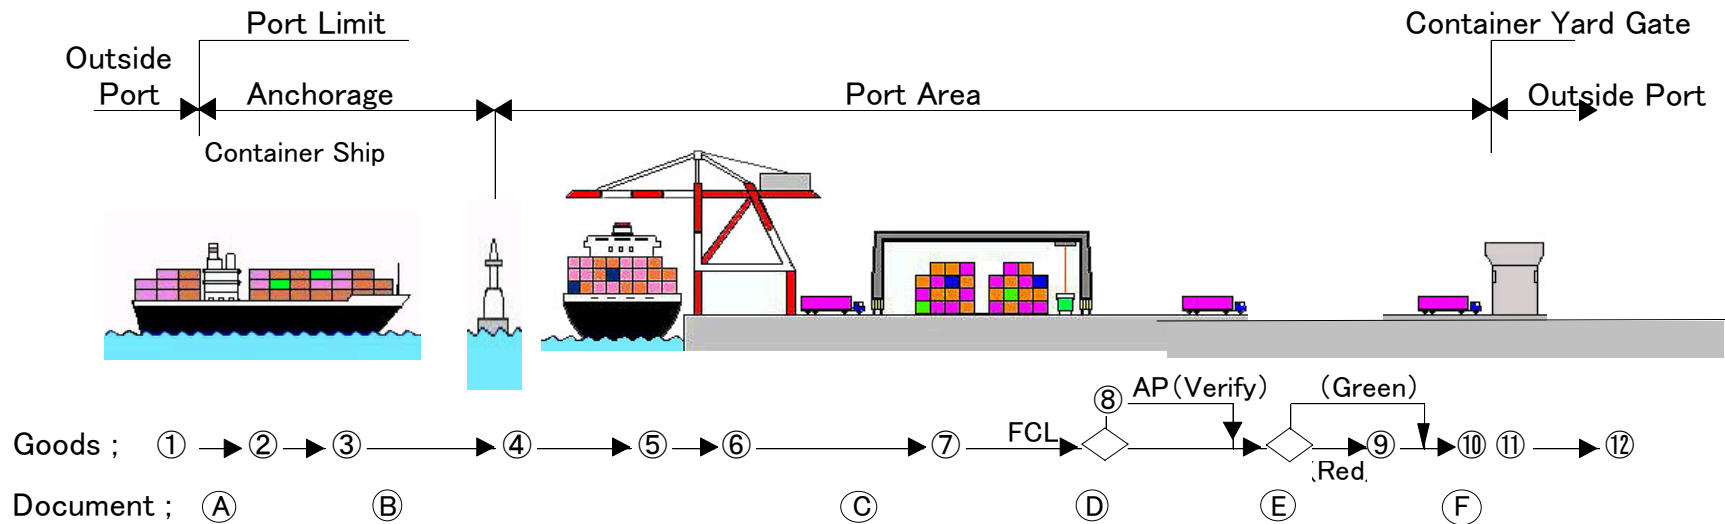 Port Limit
Container Yard Gate
Outside
Port
Anchorage
Port Area
Outside Port
Container Ship
⑧ AP(Verify) (Green)
Goods ; ① ② ③ ④ ⑤ ⑥ ⑦ FCL ⑨ ⑩ ⑪ ⑫
(Red
Document ; Ⓐ Ⓑ Ⓒ Ⓓ Ⓔ Ⓕ